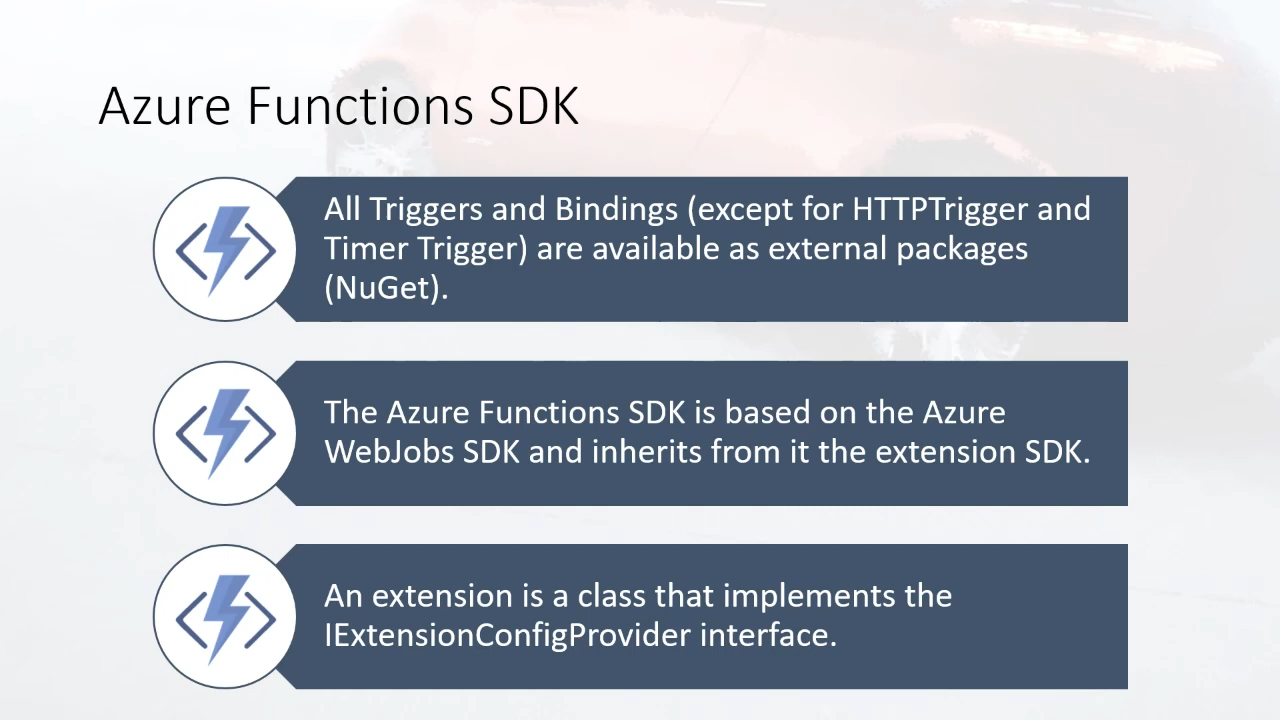 Azure Functions SDK
All Triggers and Bindings (except for HTTPTrigger and
Timer Trigger) are available as external packages
(NuGet).
The Azure Functions SDK is based on the Azure
WebJobs SDK and inherits from it the extension SDK.
An extension is a class that implements the
IExtensionConfigProvider interface.